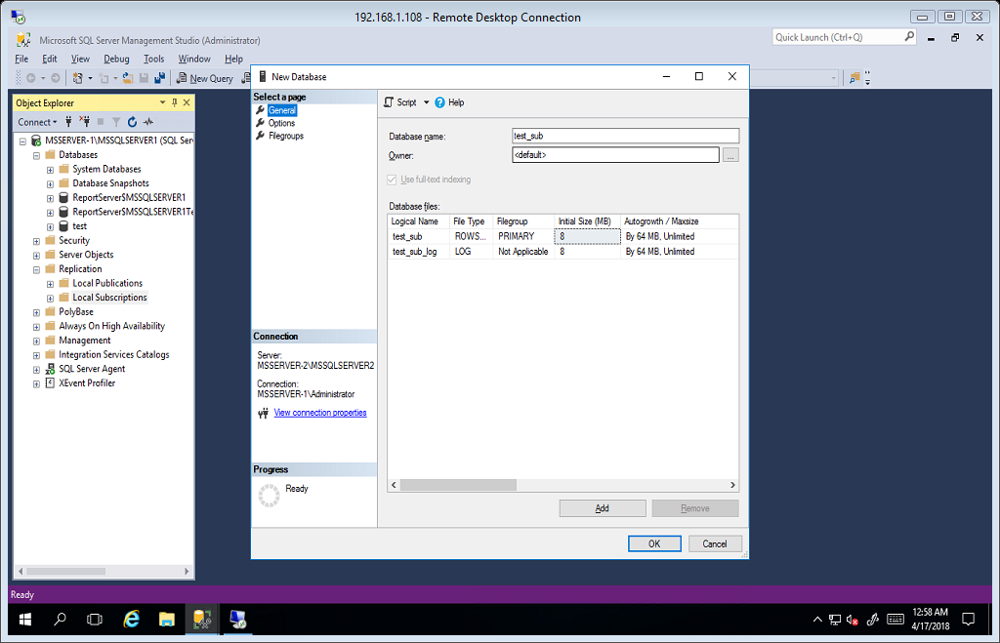 192.168.1.108 - Remote Desktop Connection
Microsoft SQL Server Management Studio (Administrator)
Quick Launch (Ctrl+Q)
File Edit View Debug Tools Window Help
New Query
Object Explorer
Connect
MSSERVER-1\MSSQLSERVER1 (SQL Ser
Databases
System Databases
Database Snapshots
ReportServer$MSSQLSERVER1
ReportServer$MSSQLSERVER1Te
test
Security
Server Objects
Replication
Local Publications
Local Subscriptions
PolyBase
Always On High Availability
Management
Integration Services Catalogs
SQL Server Agent
XEvent Profiler
New Database
Select a page
General
Options
Filegroups
Script Help
Database name: test_sub
Owner: <default> ...
Use full-text indexing
Database files:
Logical Name File Type Filegroup Initial Size (MB) Autogrowth / Maxsize
test_sub ROWS... PRIMARY 8 By 64 MB, Unlimited
test_sub_log LOG Not Applicable 8 By 64 MB, Unlimited
Connection
Server:
MSSERVER-2\MSSQLSERVER2
Connection:
MSSERVER-1\Administrator
View connection properties
Progress
Ready
Add Remove
OK Cancel
Ready
12:58 AM
4/17/2018